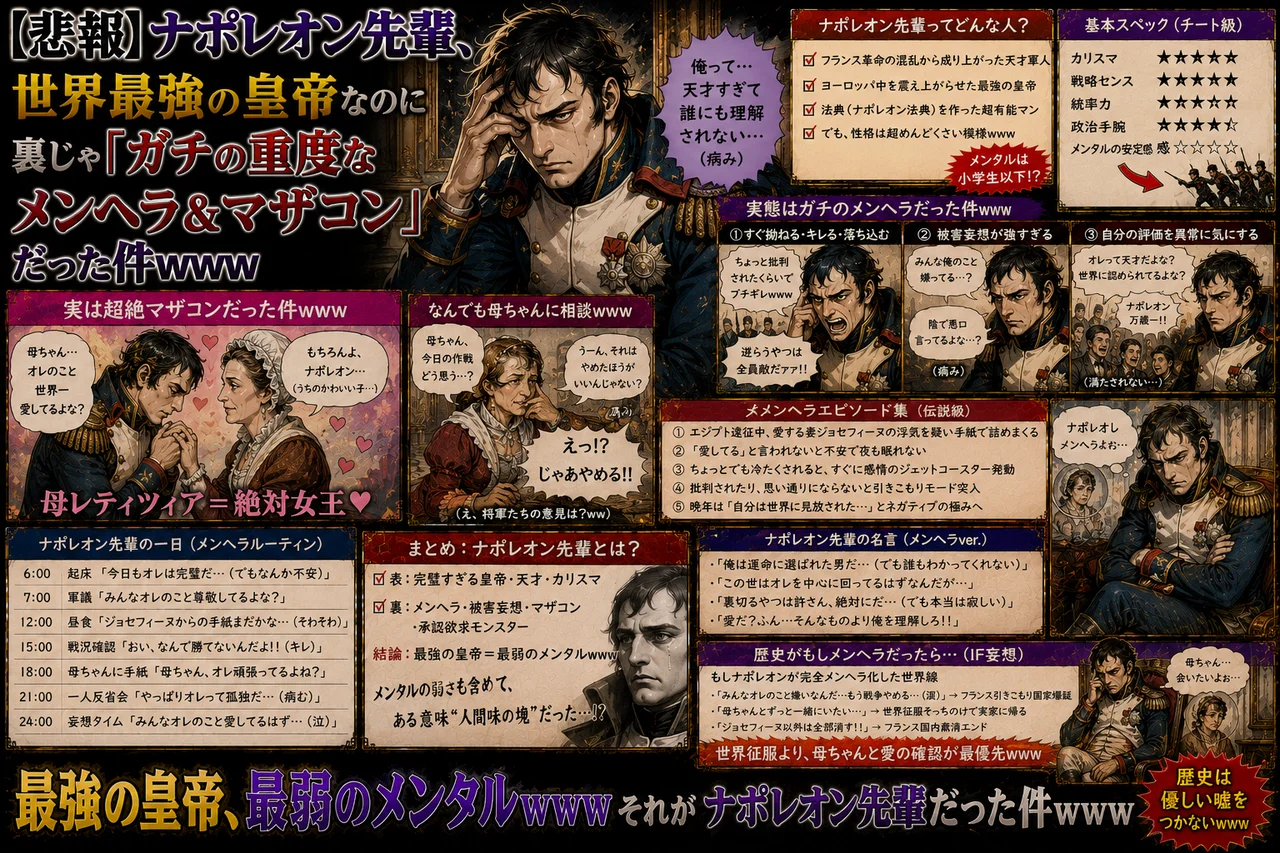 【悲報】ナポレオン先輩、
世界最強の皇帝なのに
裏じゃ「ガチの重度な
メンヘラ&マザコン」
だった件www
俺って…
天才すぎて
誰にも理解
されない…
(病み)
ナポレオン先輩ってどんな人?
フランス革命の混乱から成り上がった天才軍人
ヨーロッパ中を震え上がらせた最強の皇帝
法典(ナポレオン法典)を作った超有能マン
でも、性格は超めんどくさい模様www
メンタルは
小学生以下!?
基本スペック(チート級)
カリスマ ★★★★★
戦略センス ★★★★★
統率力 ★★★★☆
政治手腕 ★★★★⯪
メンタルの安定感 感☆☆☆☆
実態はガチのメンヘラだった件www
①すぐ拗ねる・キレる・落ち込む
ちょっと批判
されたくらいで
ブチギレwww
逆らうやつは
全員敵だァァ!!
② 被害妄想が強すぎる
みんな俺のこと
嫌ってる…?
陰で悪口
言ってるよな…?
(病み)
③ 自分の評価を異常に気にする
オレって天才だよな?
世界に認められてるよな?
ナポレオン
万歳ー!!
(満たされない…)
実は超絶マザコンだった件www
母ちゃん…
オレのこと
世界一
愛してるよな?
もちろんよ、
ナポレオン…
(うちのかわいい子…)
母レティツィア=絶対女王♥
なんでも母ちゃんに相談www
母ちゃん、
今日の作戦
どう思う…?
うーん、それは
やめたほうが
いいんじゃない?
えっ!?
じゃあやめる!!
(え、将軍たちの意見は?ww)
メメンヘラエピソード集(伝説級)
① エジプト遠征中、愛する妻ジョセフィーヌの浮気を疑い手紙で詰めまくる
② 「愛してる」と言われないと不安で夜も眠れない
③ ちょっとでも冷たくされると、すぐに感情のジェットコースター発動
④ 批判されたり、思い通りにならないと引きこもりモード突入
⑤ 晩年は「自分は世界に見放された…」とネガティブの極みへ
ナポレオし
メンヘラよお…
ナポレオン先輩の一日(メンヘラルーティン)
6:00 起床「今日もオレは完璧だ…(でもなんか不安)」
7:00 軍議「みんなオレのこと尊敬してるよな?」
12:00 昼食「ジョセフィーヌからの手紙まだかな…(そわそわ)」
15:00 戦況確認「おい、なんで勝てないんだよ!!(キレ)」
18:00 母ちゃんに手紙「母ちゃん、オレ頑張ってるよね?」
21:00 一人反省会「やっぱりオレって孤独だ…(病む)」
24:00 妄想タイム「みんなオレのこと愛してるはず…(泣)」
まとめ:ナポレオン先輩とは?
表:完璧すぎる皇帝・天才・カリスマ
裏:メンヘラ・被害妄想・マザコン
・承認欲求モンスター
結論:最強の皇帝=最弱のメンタルwww
メンタルの弱さも含めて、
ある意味“人間味の塊”だった…!?
ナポレオン先輩の名言(メンヘラver.)
・「俺は運命に選ばれた男だ…(でも誰もわかってくれない)」
・「この世はオレを中心に回ってるはずなんだが…」
・「裏切るやつは許さん、絶対にだ…(でも本当は寂しい)」
・「愛だ?ふん…そんなものより俺を理解しろ!!」
歴史がもしメンヘラだったら…(IF妄想)
もしナポレオンが完全メンヘラ化した世界線
・「みんなオレのこと嫌いなんだ…もう戦争やめる…(涙)」→ フランス引きこもり国家爆誕
・「母ちゃんとずっと一緒にいたい…」→ 世界征服そっちのけで実家に帰る
・「ジョセフィーヌ以外は全部消す!!」→ フランス国内粛清エンド
世界征服より、母ちゃんと愛の確認が最優先www
母ちゃん…
会いたいよぉ…
最強の皇帝、最弱のメンタルwww それが ナポレオン先輩だった件www
歴史は
優しい嘘を
つかないwww